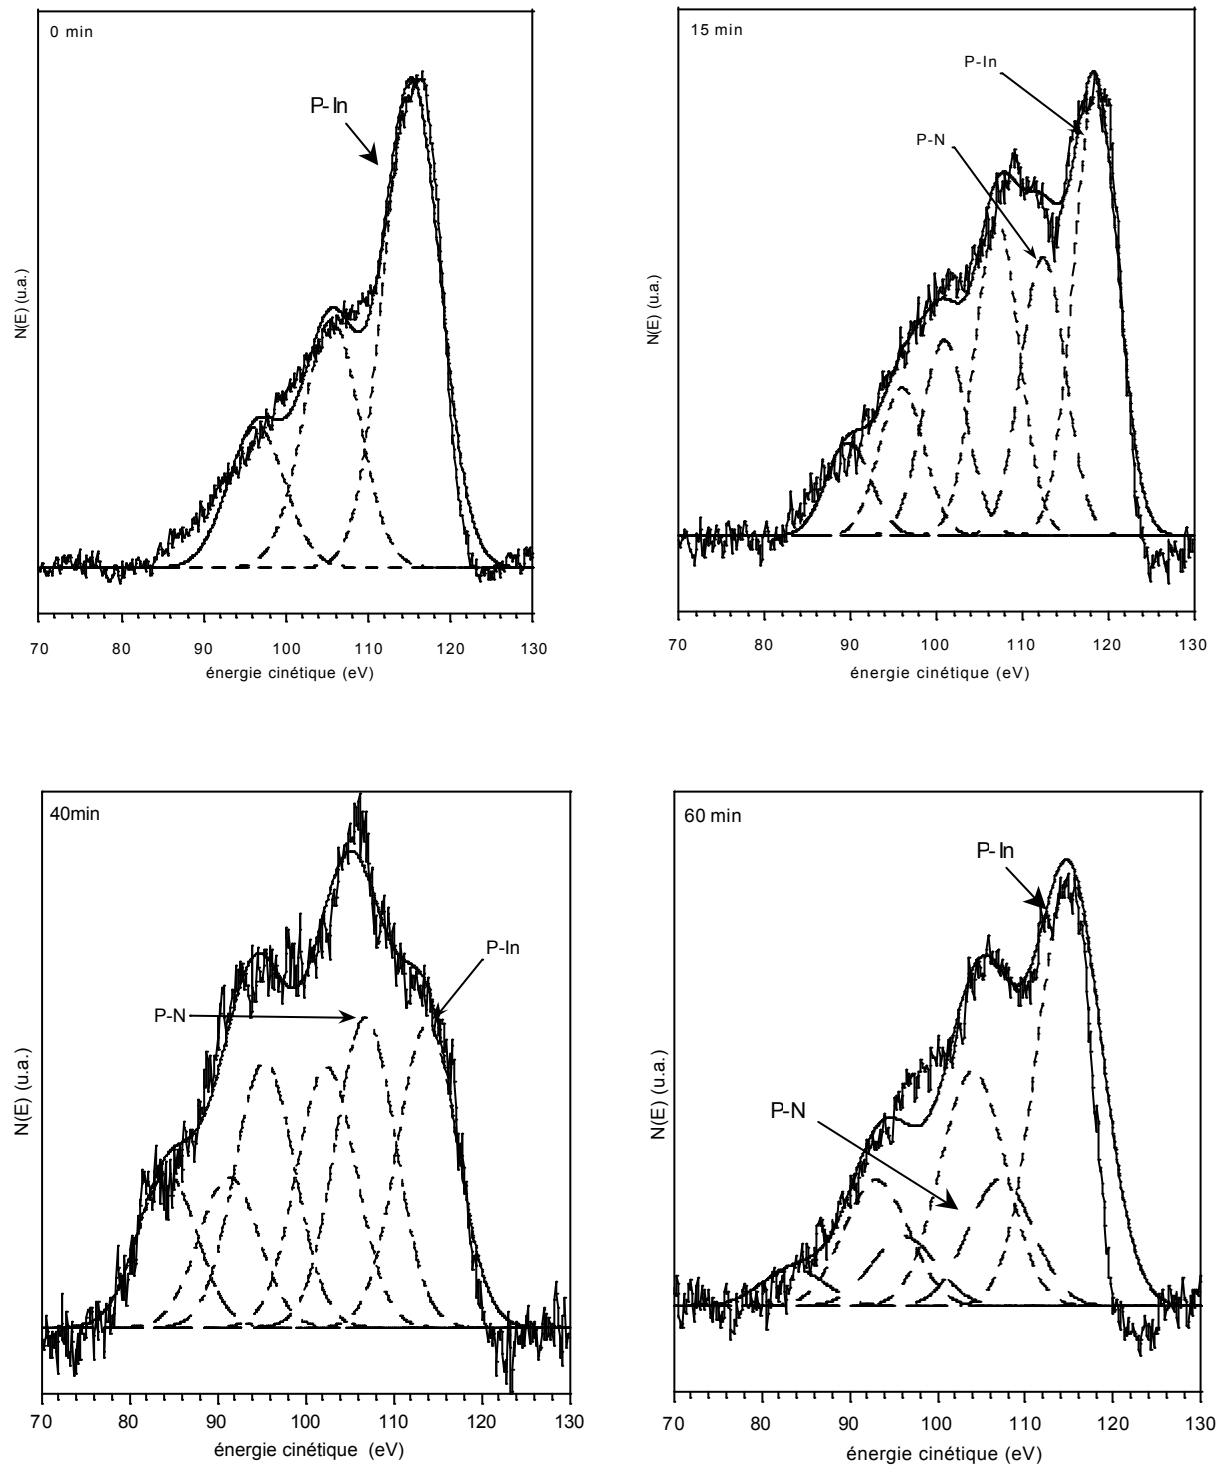 0 min
P-In
N(E) (u.a.)
70 80 90 100 110 120 130
énergie cinétique (eV)
15 min
P-In
P-N
N(E) (u.a.)
70 80 90 100 110 120 130
énergie cinétique (eV)
40min
P-In
P-N
N(E) (u.a.)
70 80 90 100 110 120 130
énergie cinétique (eV)
60 min
P-In
P-N
N(E) (u.a.)
70 80 90 100 110 120 130
énergie cinétique (eV)